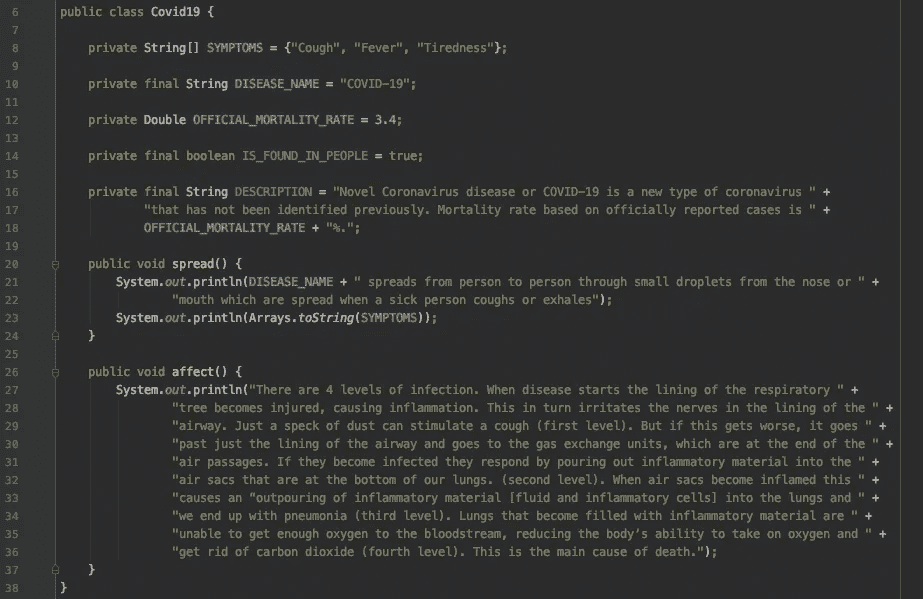 6 public class Covid19 {
7
8 private String[] SYMPTOMS = {"Cough", "Fever", "Tiredness"};
9
10 private final String DISEASE_NAME = "COVID-19";
11
12 private Double OFFICIAL_MORTALITY_RATE = 3.4;
13
14 private final boolean IS_FOUND_IN_PEOPLE = true;
15
16 private final String DESCRIPTION = "Novel Coronavirus disease or COVID-19 is a new type of coronavirus " +
17 "that has not been identified previously. Mortality rate based on officially reported cases is " +
18 OFFICIAL_MORTALITY_RATE + "%.";
19
20 public void spread() {
21 System.out.println(DISEASE_NAME + " spreads from person to person through small droplets from the nose or " +
22 "mouth which are spread when a sick person coughs or exhales");
23 System.out.println(Arrays.toString(SYMPTOMS));
24 }
25
26 public void affect() {
27 System.out.println("There are 4 levels of infection. When disease starts the lining of the respiratory " +
28 "tree becomes injured, causing inflammation. This in turn irritates the nerves in the lining of the " +
29 "airway. Just a speck of dust can stimulate a cough (first level). But if this gets worse, it goes " +
30 "past just the lining of the airway and goes to the gas exchange units, which are at the end of the " +
31 "air passages. If they become infected they respond by pouring out inflammatory material into the " +
32 "air sacs that are at the bottom of our lungs. (second level). When air sacs become inflamed this " +
33 "causes an “outpouring of inflammatory material [fluid and inflammatory cells] into the lungs and " +
34 "we end up with pneumonia (third level). Lungs that become filled with inflammatory material are " +
35 "unable to get enough oxygen to the bloodstream, reducing the body’s ability to take on oxygen and " +
36 "get rid of carbon dioxide (fourth level). This is the main cause of death.");
37 }
38 }